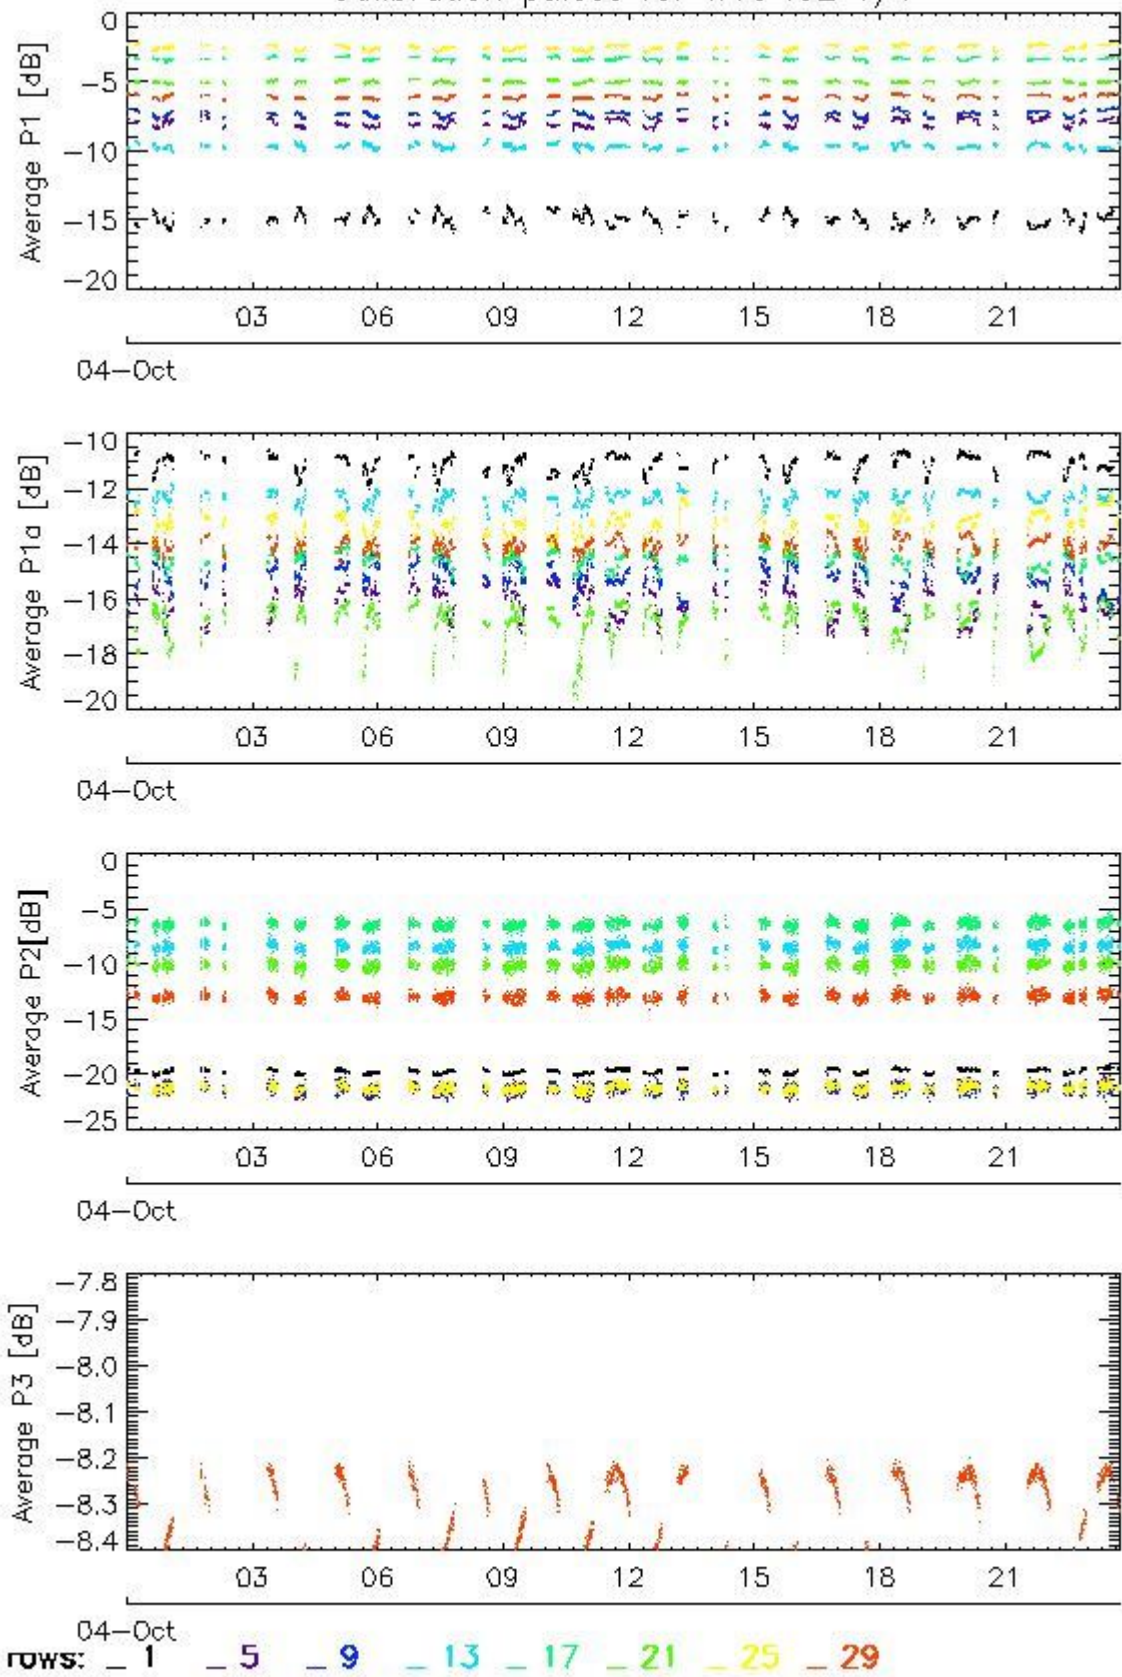 Average P1 [dB]
0
−5
−10
−15
−20
03 06 09 12 15 18 21
04−Oct
Average P1a [dB]
−10
−12
−14
−16
−18
−20
03 06 09 12 15 18 21
04−Oct
Average P2[dB]
0
−5
−10
−15
−20
−25
03 06 09 12 15 18 21
04−Oct
Average P3 [dB]
−7.8
−7.9
−8.0
−8.1
−8.2
−8.3
−8.4
03 06 09 12 15 18 21
04−Oct
rows: _ 1 _ 5 _ 9 _ 13 _ 17 _ 21 _ 25 _ 29